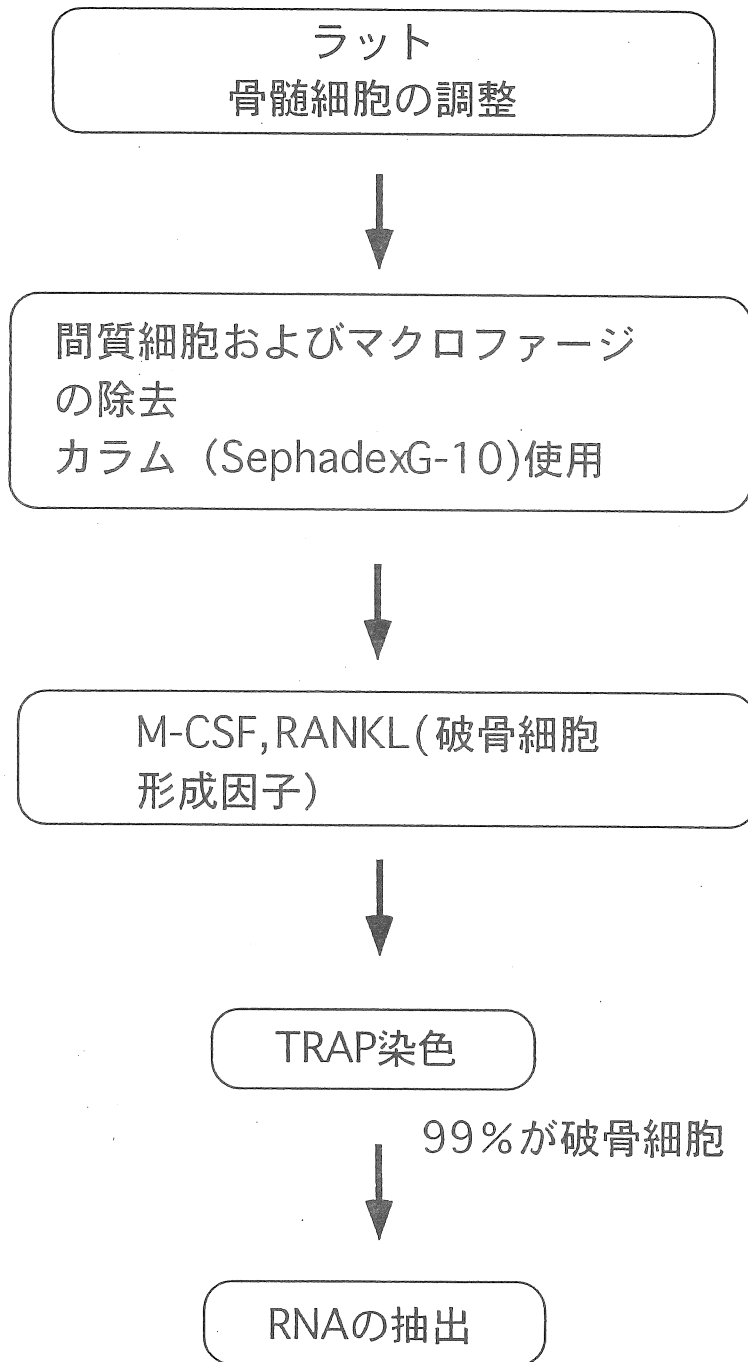 ラット
骨髄細胞の調整
間質細胞およびマクロファージ
の除去
カラム（SephadexG-10)使用
M-CSF,RANKL(破骨細胞
形成因子）
TRAP染色
99％が破骨細胞
RNAの抽出